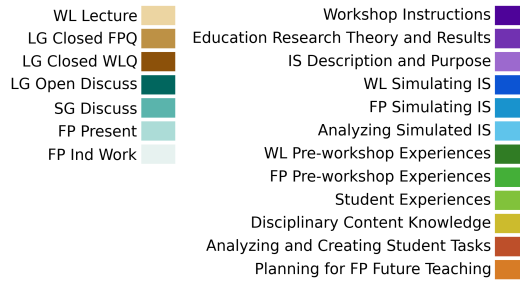 WL Lecture
LG Closed FPQ
LG Closed WLQ
LG Open Discuss
SG Discuss
FP Present
FP Ind Work
Workshop Instructions
Education Research Theory and Results
IS Description and Purpose
WL Simulating IS
FP Simulating IS
Analyzing Simulated IS
WL Pre-workshop Experiences
FP Pre-workshop Experiences
Student Experiences
Disciplinary Content Knowledge
Analyzing and Creating Student Tasks
Planning for FP Future Teaching